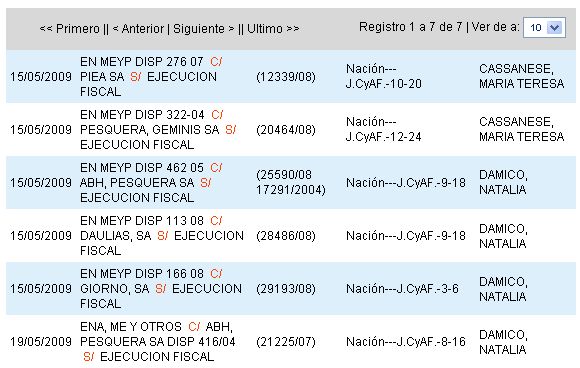 << Primero || < Anterior | Siguiente > || Ultimo >> Registro 1 a 7 de 7 | Ver de a: 10
15/05/2009 EN MEYP DISP 276 07 C/ PIEA SA S/ EJECUCION FISCAL (12339/08) Nación---J.CyAF.-10-20 CASSANESE, MARIA TERESA
15/05/2009 EN MEYP DISP 322-04 C/ PESQUERA, GEMINIS SA S/ EJECUCION FISCAL (20464/08) Nación---J.CyAF.-12-24 CASSANESE, MARIA TERESA
15/05/2009 EN MEYP DISP 462 05 C/ ABH, PESQUERA SA S/ EJECUCION FISCAL (25590/08 17291/2004) Nación---J.CyAF.-9-18 DAMICO, NATALIA
15/05/2009 EN MEYP DISP 113 08 C/ DAULIAS, SA S/ EJECUCION FISCAL (28486/08) Nación---J.CyAF.-9-18 DAMICO, NATALIA
15/05/2009 EN MEYP DISP 166 08 C/ GIORNO, SA S/ EJECUCION FISCAL (29193/08) Nación---J.CyAF.-3-6 DAMICO, NATALIA
19/05/2009 ENA, ME Y OTROS C/ ABH, PESQUERA SA DISP 416/04 S/ EJECUCION FISCAL (21225/07) Nación---J.CyAF.-8-16 DAMICO, NATALIA